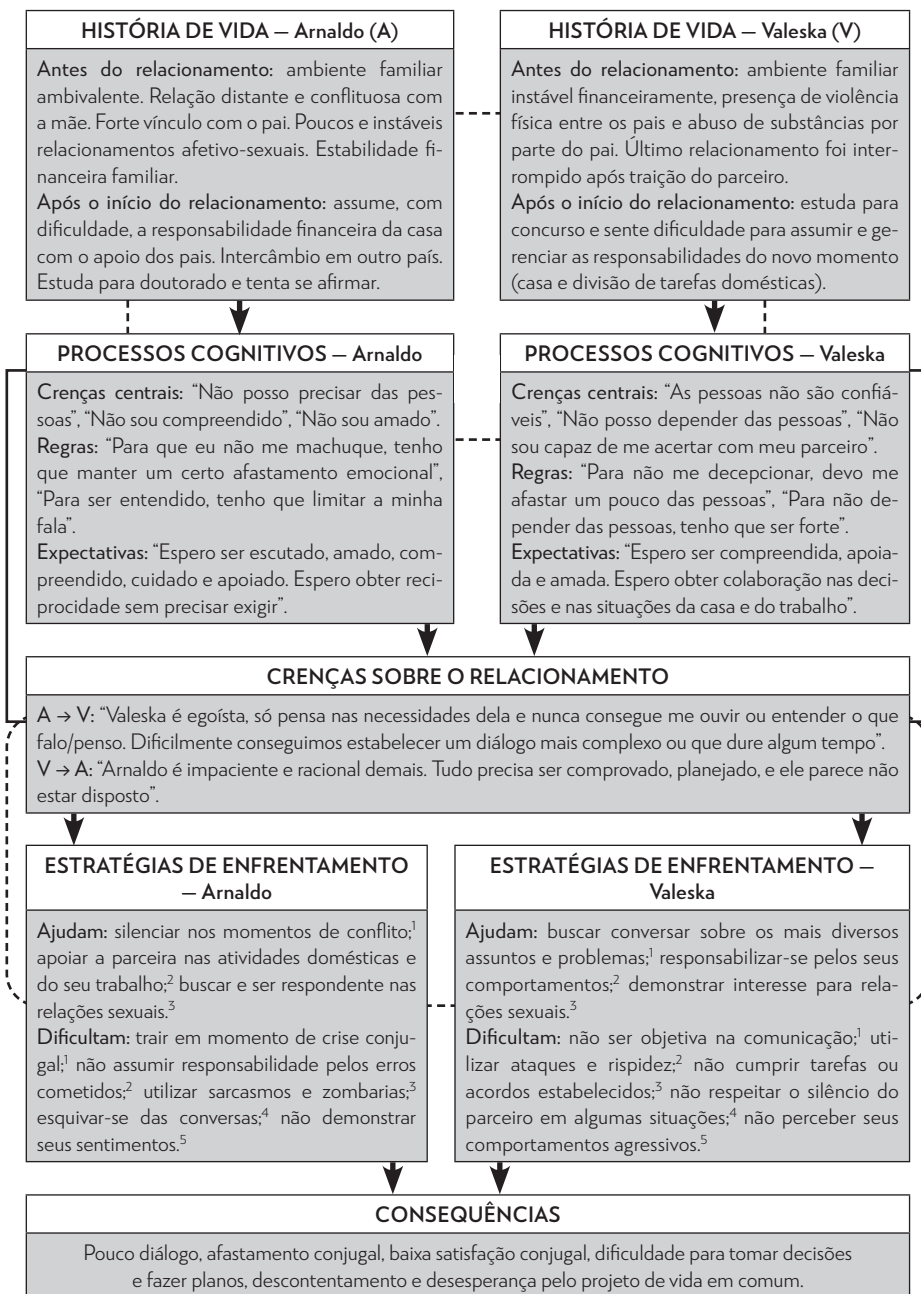 HISTÓRIA DE VIDA — Arnaldo (A)
Antes do relacionamento: ambiente familiar
ambivalente. Relação distante e conflituosa com
a mãe. Forte vínculo com o pai. Poucos e instáveis
relacionamentos afetivo-sexuais. Estabilidade fi-
nanceira familiar.
Após o início do relacionamento: assume, com
dificuldade, a responsabilidade financeira da casa
com o apoio dos pais. Intercâmbio em outro país.
Estuda para doutorado e tenta se afirmar.
HISTÓRIA DE VIDA — Valeska (V)
Antes do relacionamento: ambiente familiar
instável financeiramente, presença de violência
física entre os pais e abuso de substâncias por
parte do pai. Último relacionamento foi inter-
rompido após traição do parceiro.
Após o início do relacionamento: estuda para
concurso e sente dificuldade para assumir e ge-
renciar as responsabilidades do novo momento
(casa e divisão de tarefas domésticas).
PROCESSOS COGNITIVOS — Arnaldo
Crenças centrais: “Não posso precisar das pes-
soas”, “Não sou compreendido”, “Não sou amado”.
Regras: “Para que eu não me machuque, tenho
que manter um certo afastamento emocional”,
“Para ser entendido, tenho que limitar a minha
fala”.
Expectativas: “Espero ser escutado, amado, com-
preendido, cuidado e apoiado. Espero obter reci-
procidade sem precisar exigir”.
PROCESSOS COGNITIVOS — Valeska
Crenças centrais: “As pessoas não são confiá-
veis”, “Não posso depender das pessoas”, “Não
sou capaz de me acertar com meu parceiro”.
Regras: “Para não me decepcionar, devo me
afastar um pouco das pessoas”, “Para não de-
pender das pessoas, tenho que ser forte”.
Expectativas: “Espero ser compreendida, apoia-
da e amada. Espero obter colaboração nas deci-
sões e nas situações da casa e do trabalho”.
CRENÇAS SOBRE O RELACIONAMENTO
A → V: “Valeska é egoísta, só pensa nas necessidades dela e nunca consegue me ouvir ou entender o que
falo/penso. Dificilmente conseguimos estabelecer um diálogo mais complexo ou que dure algum tempo”.
V → A: “Arnaldo é impaciente e racional demais. Tudo precisa ser comprovado, planejado, e ele parece não
estar disposto”.
ESTRATÉGIAS DE ENFRENTAMENTO
— Arnaldo
Ajudam: silenciar nos momentos de conflito;¹
apoiar a parceira nas atividades domésticas e
do seu trabalho;² buscar e ser respondente nas
relações sexuais.³
Dificultam: trair em momento de crise conju-
gal;¹ não assumir responsabilidade pelos erros
cometidos;² utilizar sarcasmos e zombarias;³
esquivar-se das conversas;⁴ não demonstrar
seus sentimentos.⁵
ESTRATÉGIAS DE ENFRENTAMENTO —
Valeska
Ajudam: buscar conversar sobre os mais diversos
assuntos e problemas;¹ responsabilizar-se pelos seus
comportamentos;² demonstrar interesse para rela-
ções sexuais.³
Dificultam: não ser objetiva na comunicação;¹ uti-
lizar ataques e rispidez;² não cumprir tarefas ou
acordos estabelecidos;³ não respeitar o silêncio do
parceiro em algumas situações;⁴ não perceber seus
comportamentos agressivos.⁵
CONSEQUÊNCIAS
Pouco diálogo, afastamento conjugal, baixa satisfação conjugal, dificuldade para tomar decisões
e fazer planos, descontentamento e desesperança pelo projeto de vida em comum.